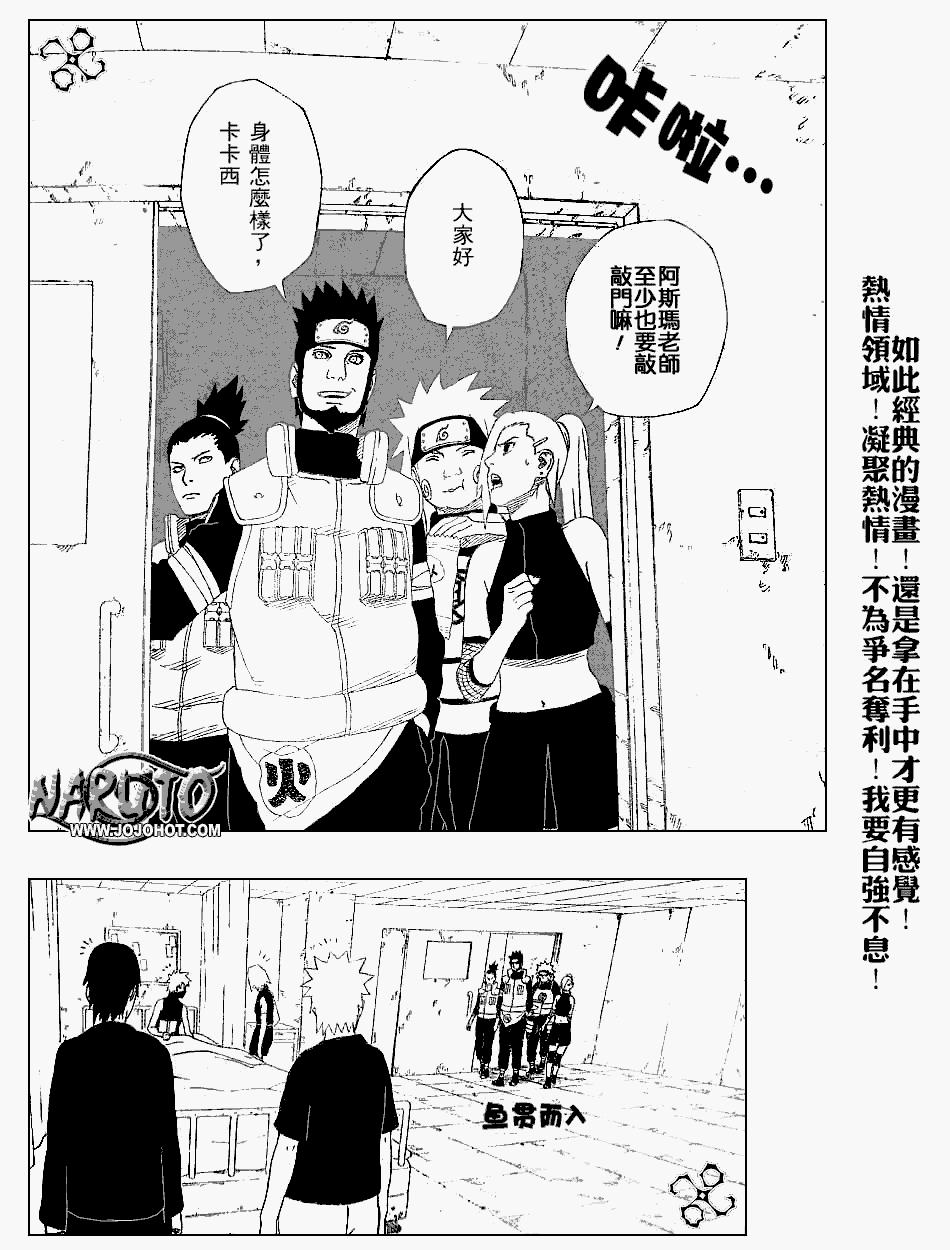 咔啦…
阿斯瑪老師
至少也要敲
敲門嘛！
大家好
身體怎麼樣了，
卡卡西
火
NARUTO
WWW.JOJOHOT.COM
鱼贯而入
如此經典的漫畫！還是拿在手中才更有感覺！
熱情領域！凝聚熱情！不為爭名奪利！我要自強不息！